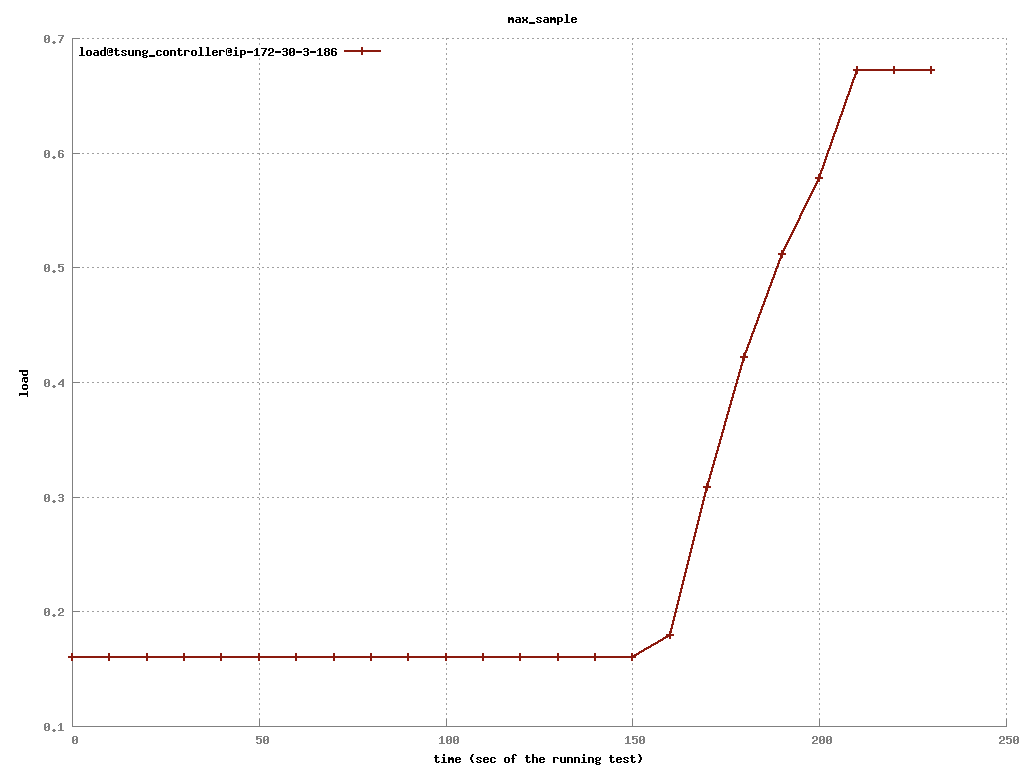 max_sample
0.7
load@tsung_controller@ip-172-30-3-186
0.6
0.5
load
0.4
0.3
0.2
0.1
0 50 100 150 200 250
time (sec of the running test)